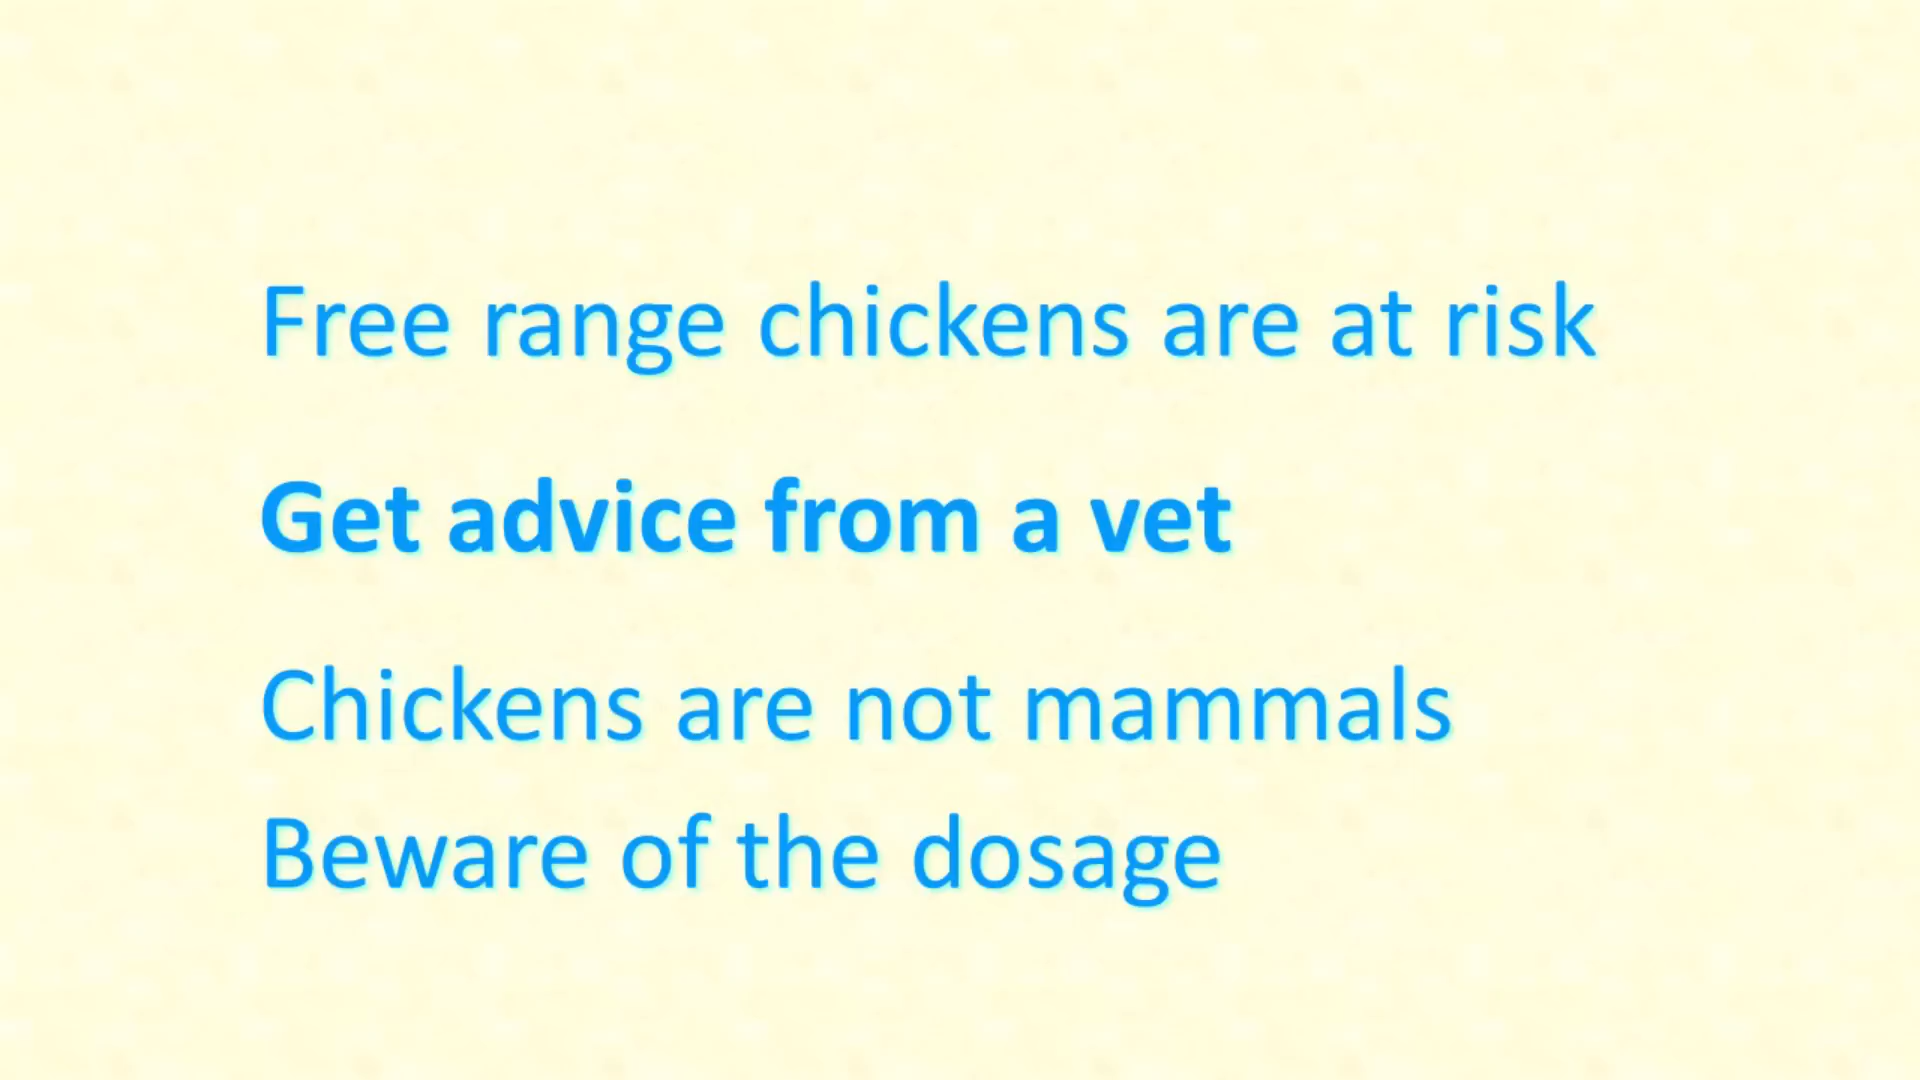 Free range chickens are at risk
Get advice from a vet
Chickens are not mammals
Beware of the dosage